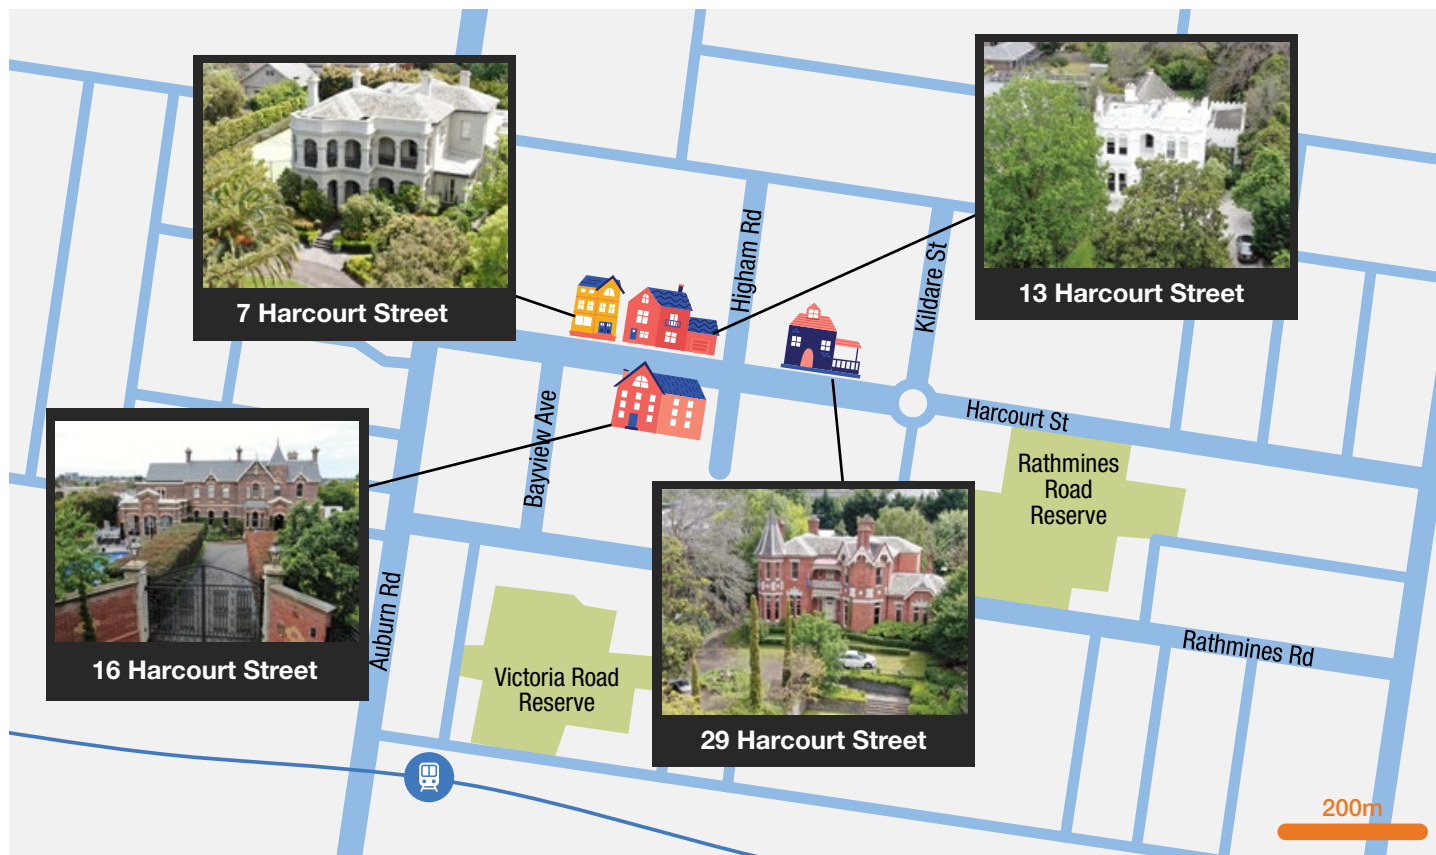 7 Harcourt Street
13 Harcourt Street
Higham Rd
Kildare St
Harcourt St
Bayview Ave
Rathmines
Road
Reserve
16 Harcourt Street
Auburn Rd
Victoria Road
Reserve
29 Harcourt Street
Rathmines Rd
200m